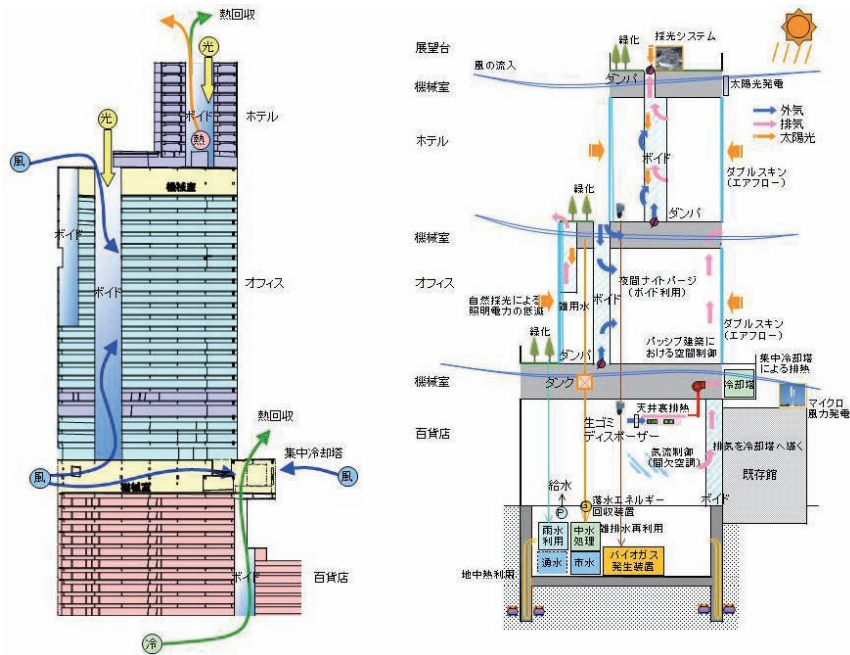 熱回収
光
ボイド
ホテル
熱
光
風
機械室
ボイド
ボイド
オフィス
熱回収
集中冷却塔
風
風
機械室
ボイド
百貨店
冷
展望台
緑化
採光システム
風の流入
ダンパ
機械室
太陽光発電
外気
排気
太陽光
ホテル
ボイド
ダブルスキン
(エアフロー)
緑化
ダンパ
機械室
オフィス
夜間ナイトパージ
(ボイド利用)
自然採光による
照明電力の低減
雑用水
ボイド
ダブルスキン
(エアフロー)
緑化
パッシブ建築に
おける空間制御
ダンパ
集中冷却塔
による排熱
機械室
タンク
冷却塔
マイクロ
風力発電
天井裏排熱
百貨店
生ゴミ
ディスポーザー
排気を冷却塔へ導く
気流制御
(間欠空調)
既存館
給水
ボイド
P
落水エネルギー
回収装置
雨水
利用
中水
処理
雑排水再利用
湧水
市水
バイオガス
発生装置
地中熱利用